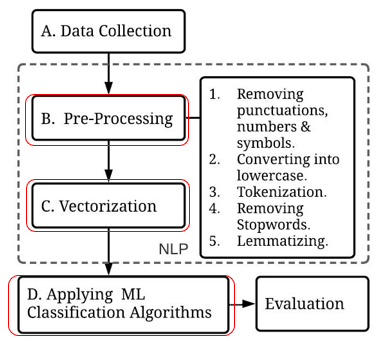 A. Data Collection
B. Pre-Processing
1. Removing
punctuations,
numbers &
symbols.
2. Converting into
lowercase.
3. Tokenization.
4. Removing
Stopwords.
5. Lemmatizing.
C. Vectorization
NLP
D. Applying ML
Classification Algorithms
Evaluation